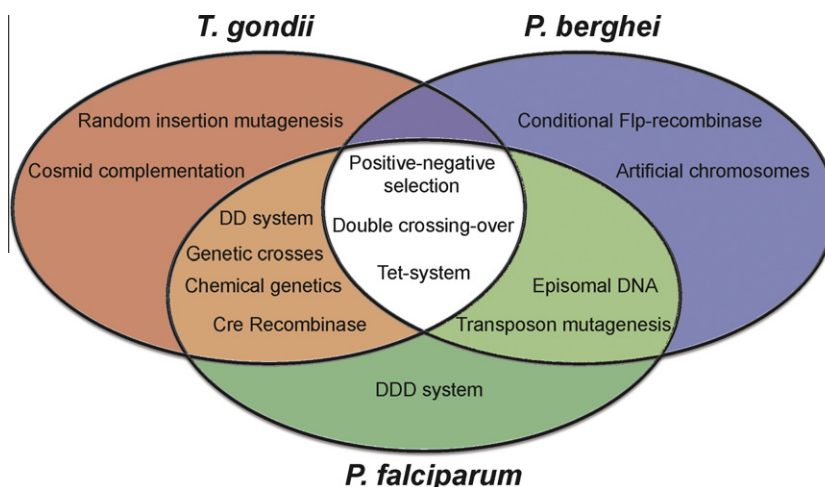 T. gondii
P. berghei
Random insertion mutagenesis
Conditional Flp-recombinase
Cosmid complementation
Positive-negative
selection
Artificial chromosomes
DD system
Double crossing-over
Genetic crosses
Tet-system
Chemical genetics
Episomal DNA
Cre Recombinase
Transposon mutagenesis
DDD system
P. falciparum